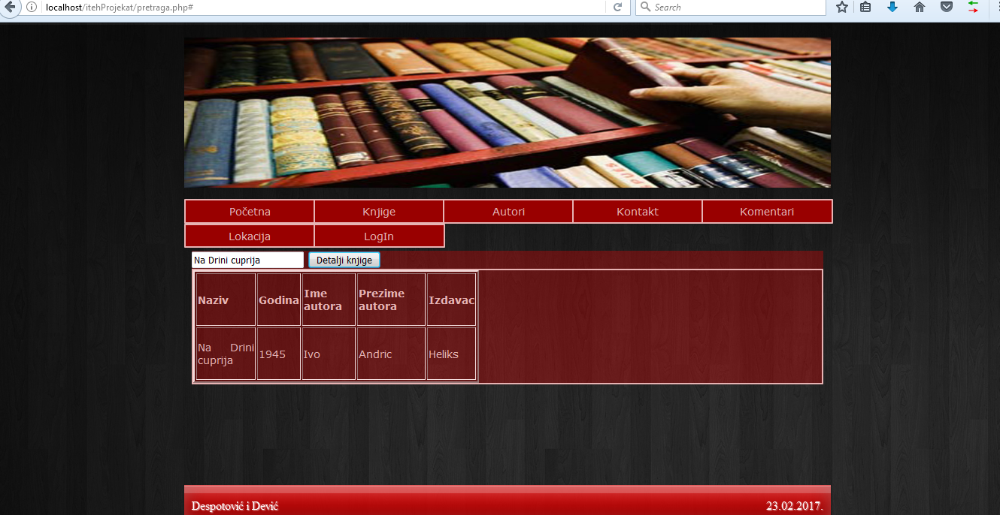 localhost/itehProjekat/pretraga.php#
Search
Početna
Knjige
Autori
Kontakt
Komentari
Lokacija
LogIn
Na Drini cuprija
Detalji knjige
Naziv
Godina
Ime
autora
Prezime
autora
Izdavac
Na Drini
cuprija
1945
Ivo
Andric
Heliks
Despotović i Dević
23.02.2017.